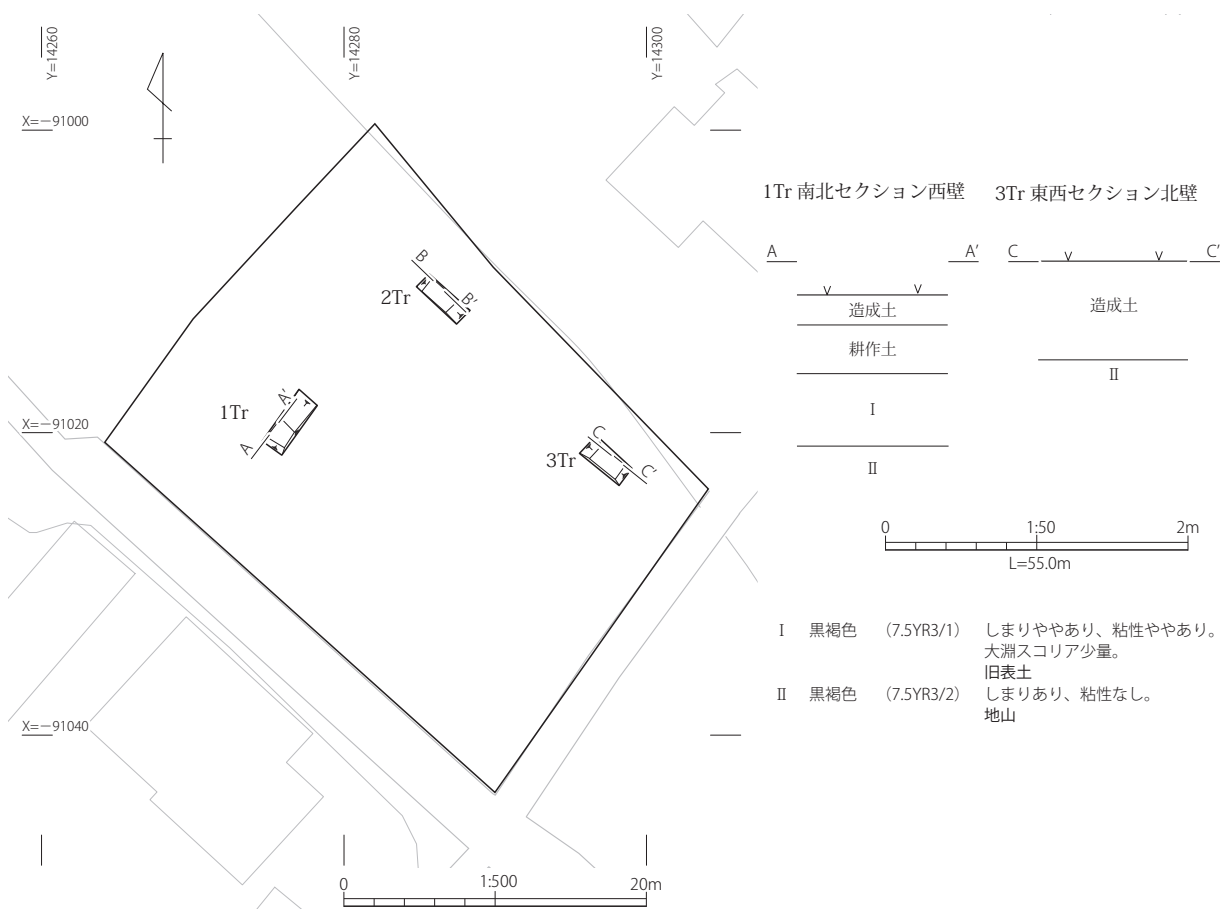 Y=14260
Y=14280
Y=14300
X=－91000
X=－91020
X=－91040
B
B′
2Tr
A′
1Tr
A
C
3Tr
C′
0
1:500
20m
1Tr 南北セクション西壁
3Tr 東西セクション北壁
A
A′
C
C′
造成土
耕作土
I
II
造成土
II
0
1:50
2m
L=55.0m
I 黒褐色 （7.5YR3/1） しまりややあり、粘性ややあり。
大淵スコリア少量。
旧表土
II 黒褐色 （7.5YR3/2） しまりあり、粘性なし。
地山